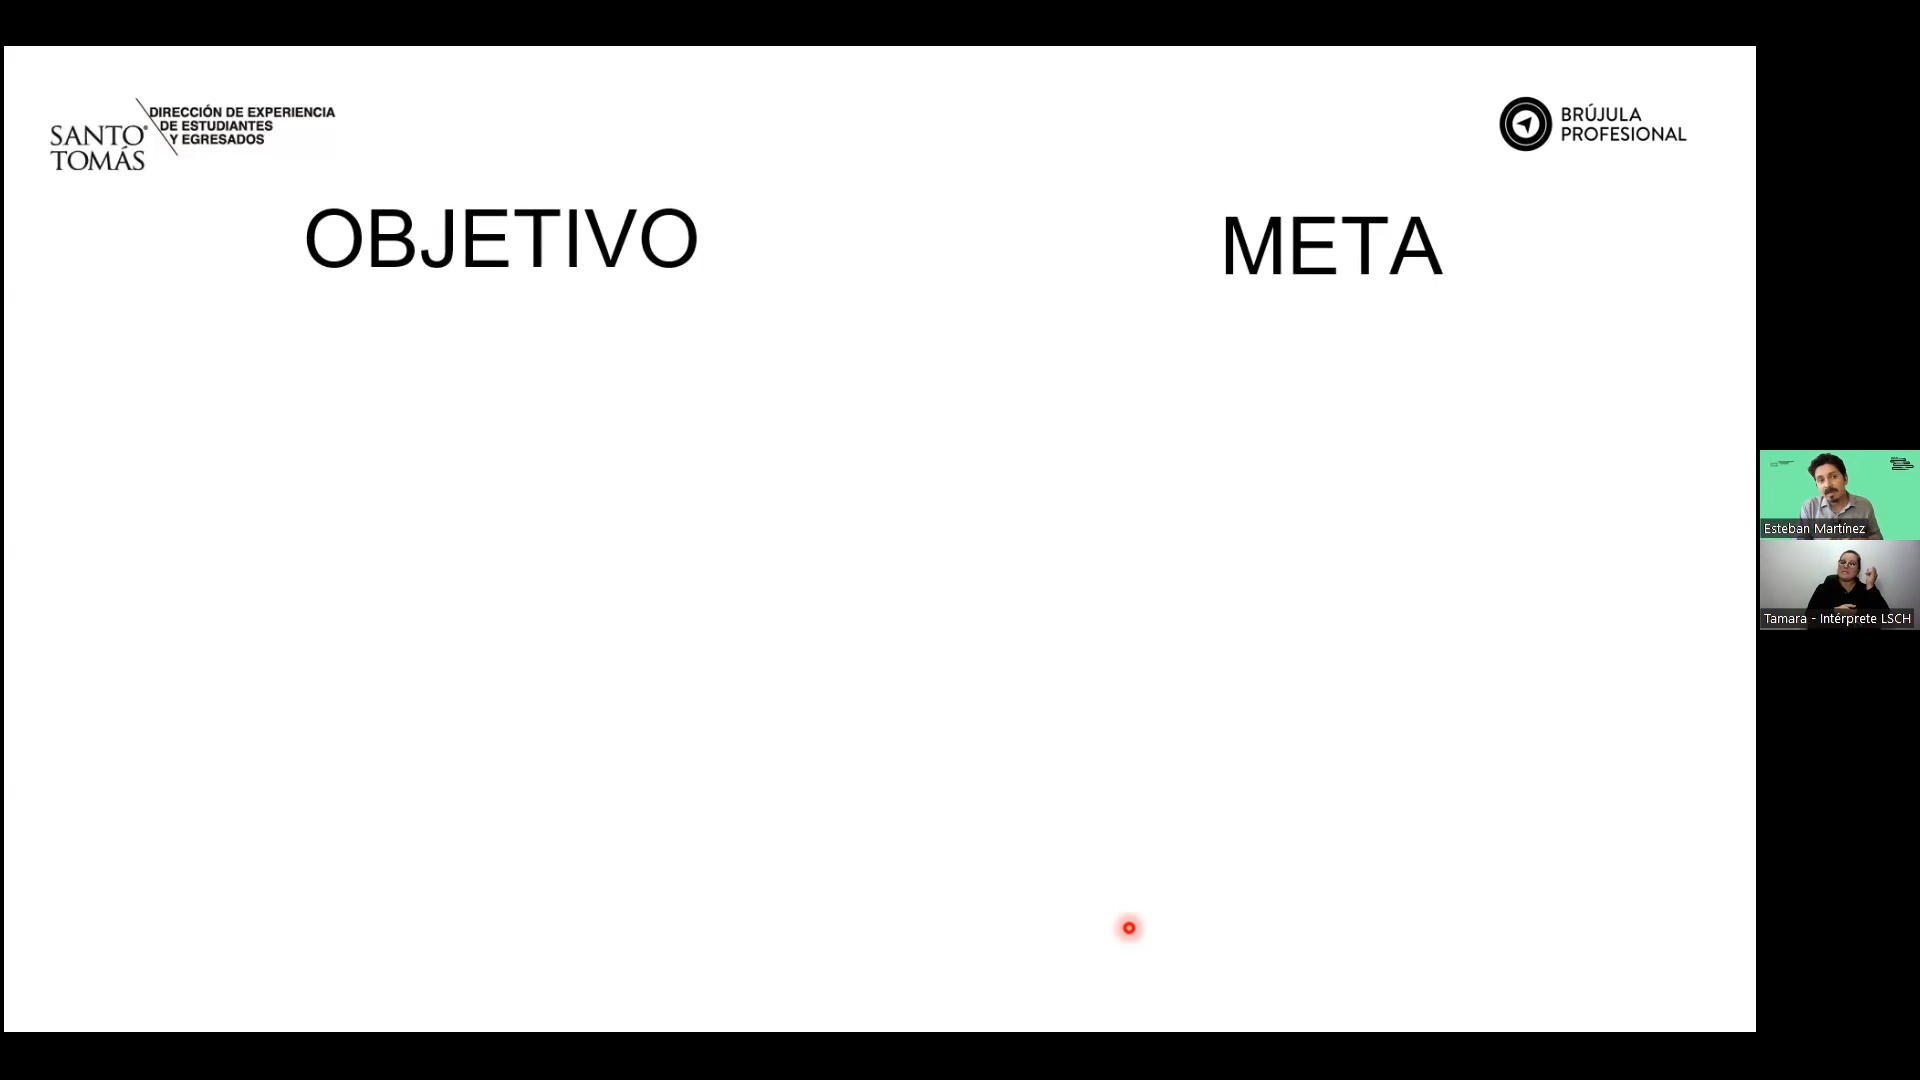 SANTO
TOMÁS
DIRECCIÓN DE EXPERIENCIA
DE ESTUDIANTES
Y EGRESADOS
BRÚJULA
PROFESIONAL
OBJETIVO
META
Esteban Martínez
Tamara - Intérprete LSCH